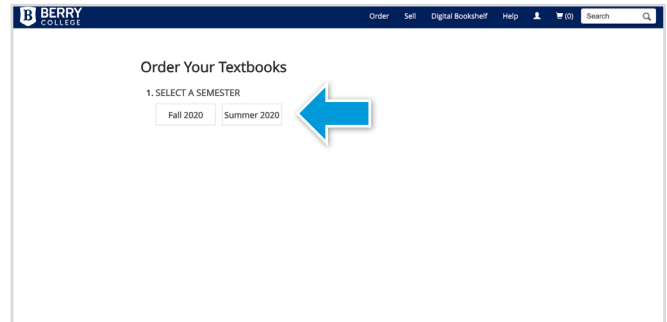 B BERRY COLLEGE
Order Sell Digital Bookshelf Help (0) Search
Order Your Textbooks
1. SELECT A SEMESTER
Fall 2020 Summer 2020